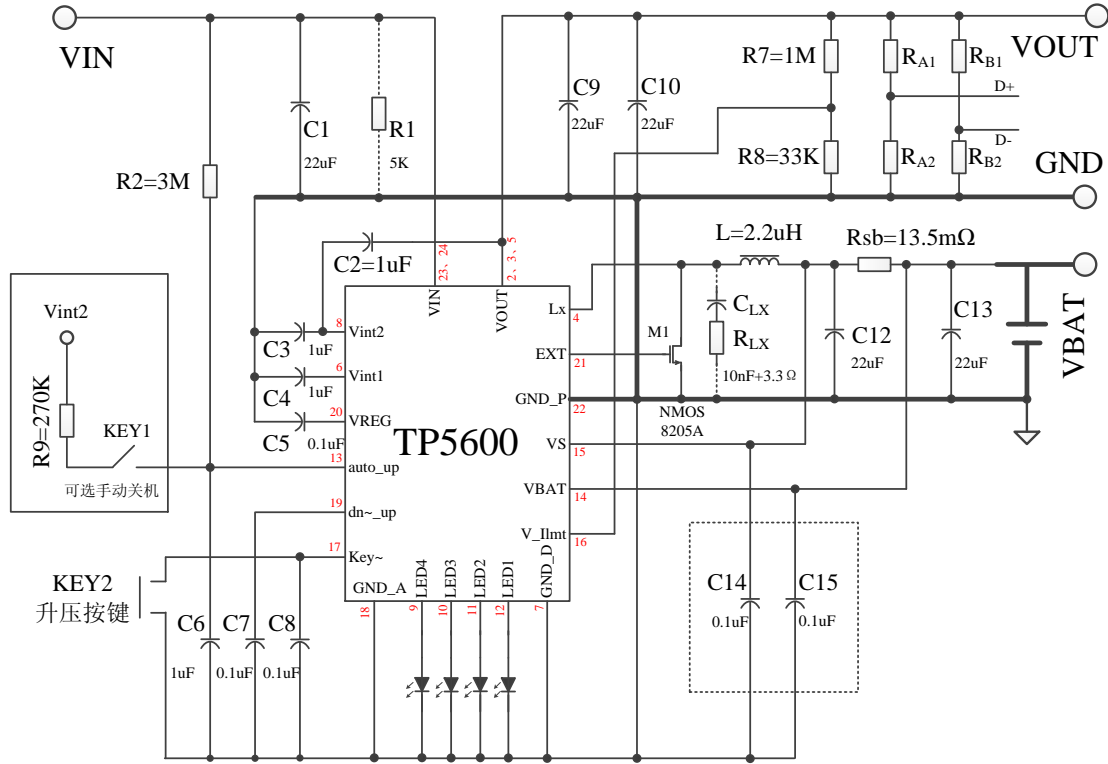 VIN
VOUT
GND
VBAT
C1
22uF
R1
5K
C9
22uF
C10
22uF
R7=1M
R8=33K
RA1
RA2
RB1
RB2
D+
D-
R2=3M
C2=1uF
L=2.2uH
Rsb=13.5mΩ
23、24
2、3、5
VIN
VOUT
Vint2
R9=270K
KEY1
可选手动关机
C3
1uF
C4
1uF
C5
0.1uF
8
Vint2
6
Vint1
20
VREG
13
auto_up
19
dn~_up
17
Key~
TP5600
Lx
4
EXT
21
GND_P
22
VS
15
VBAT
14
V_Ilmt
16
M1
NMOS
8205A
CLX
RLX
10nF+3.3Ω
C12
22uF
C13
22uF
GND_A
LED4
LED3
LED2
LED1
GND_D
18
9
10
11
12
7
KEY2
升压按键
C6
1uF
C7
0.1uF
C8
0.1uF
C14
0.1uF
C15
0.1uF